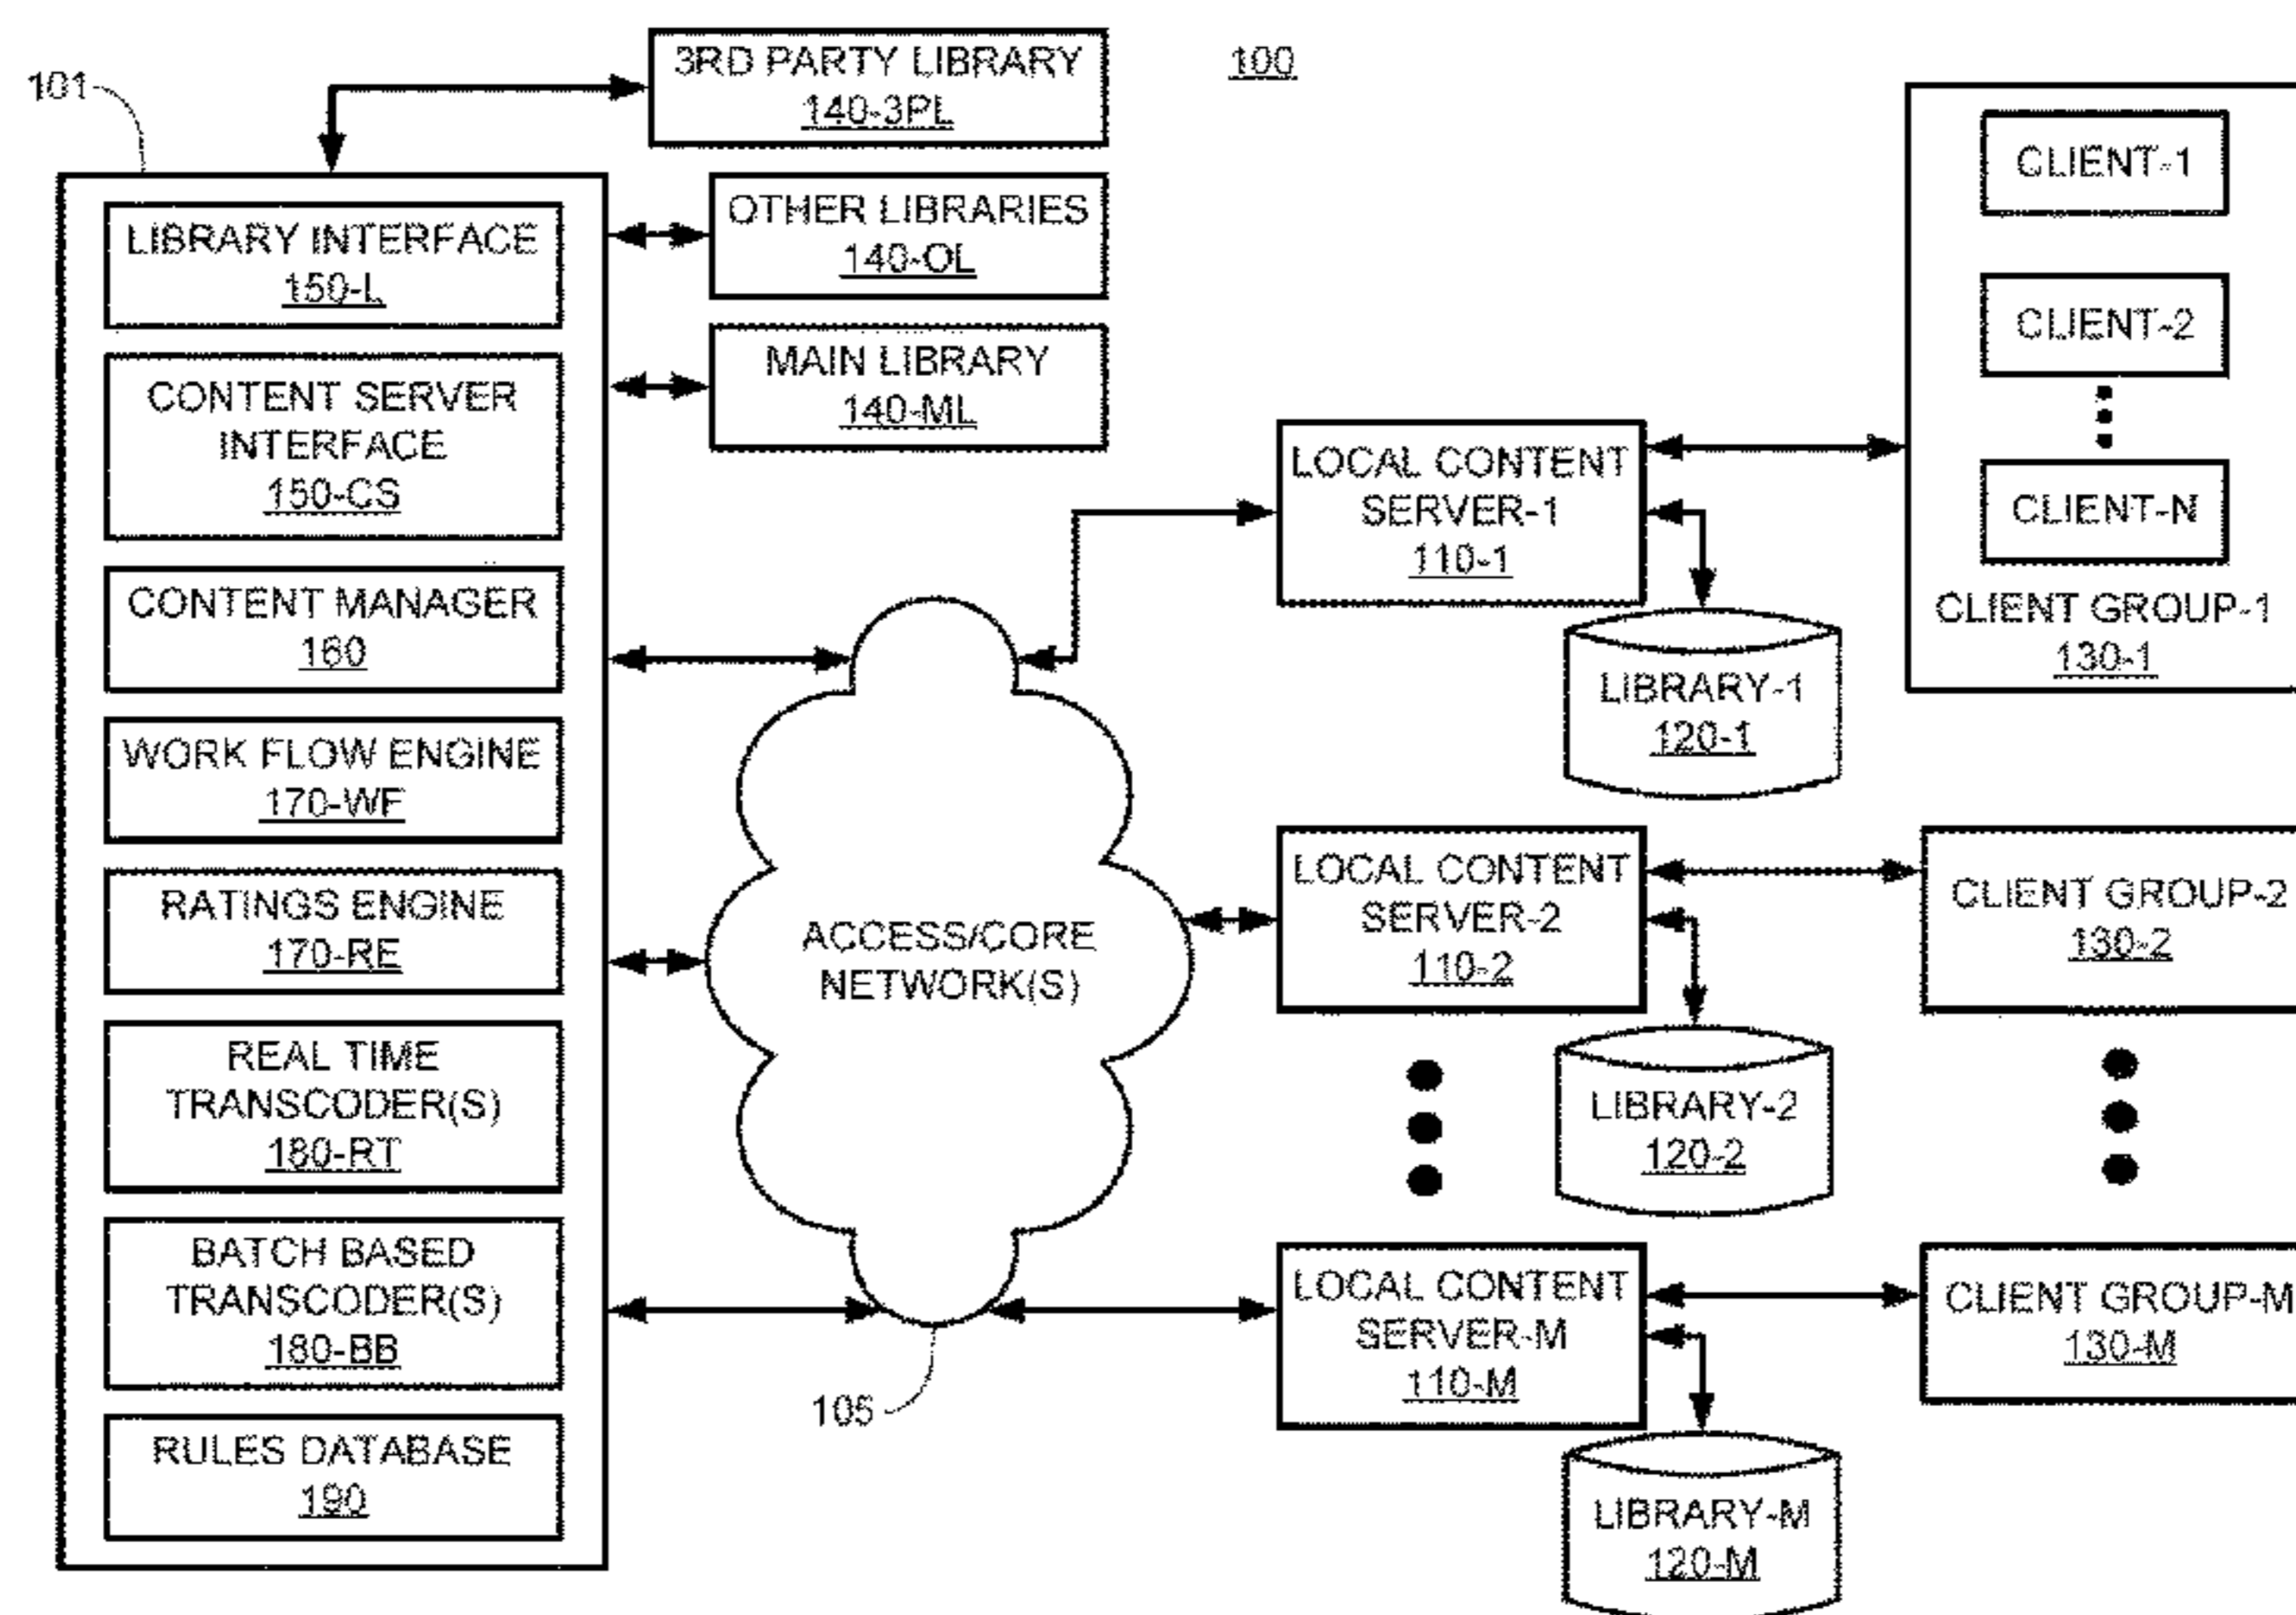 100
101
3RD PARTY LIBRARY
140-3PL
OTHER LIBRARIES
140-OL
MAIN LIBRARY
140-ML
LIBRARY INTERFACE
150-L
CONTENT SERVER
INTERFACE
150-CS
CONTENT MANAGER
160
WORK FLOW ENGINE
170-WF
RATINGS ENGINE
170-RE
REAL TIME
TRANSCODER(S)
180-RT
BATCH BASED
TRANSCODER(S)
180-BB
RULES DATABASE
190
ACCESS/CORE
NETWORK(S)
105
LOCAL CONTENT
SERVER-1
110-1
LIBRARY-1
120-1
CLIENT-1
CLIENT-2
CLIENT-N
CLIENT GROUP-1
130-1
LOCAL CONTENT
SERVER-2
110-2
LIBRARY-2
120-2
CLIENT GROUP-2
130-2
LOCAL CONTENT
SERVER-M
110-M
LIBRARY-M
120-M
CLIENT GROUP-M
130-M